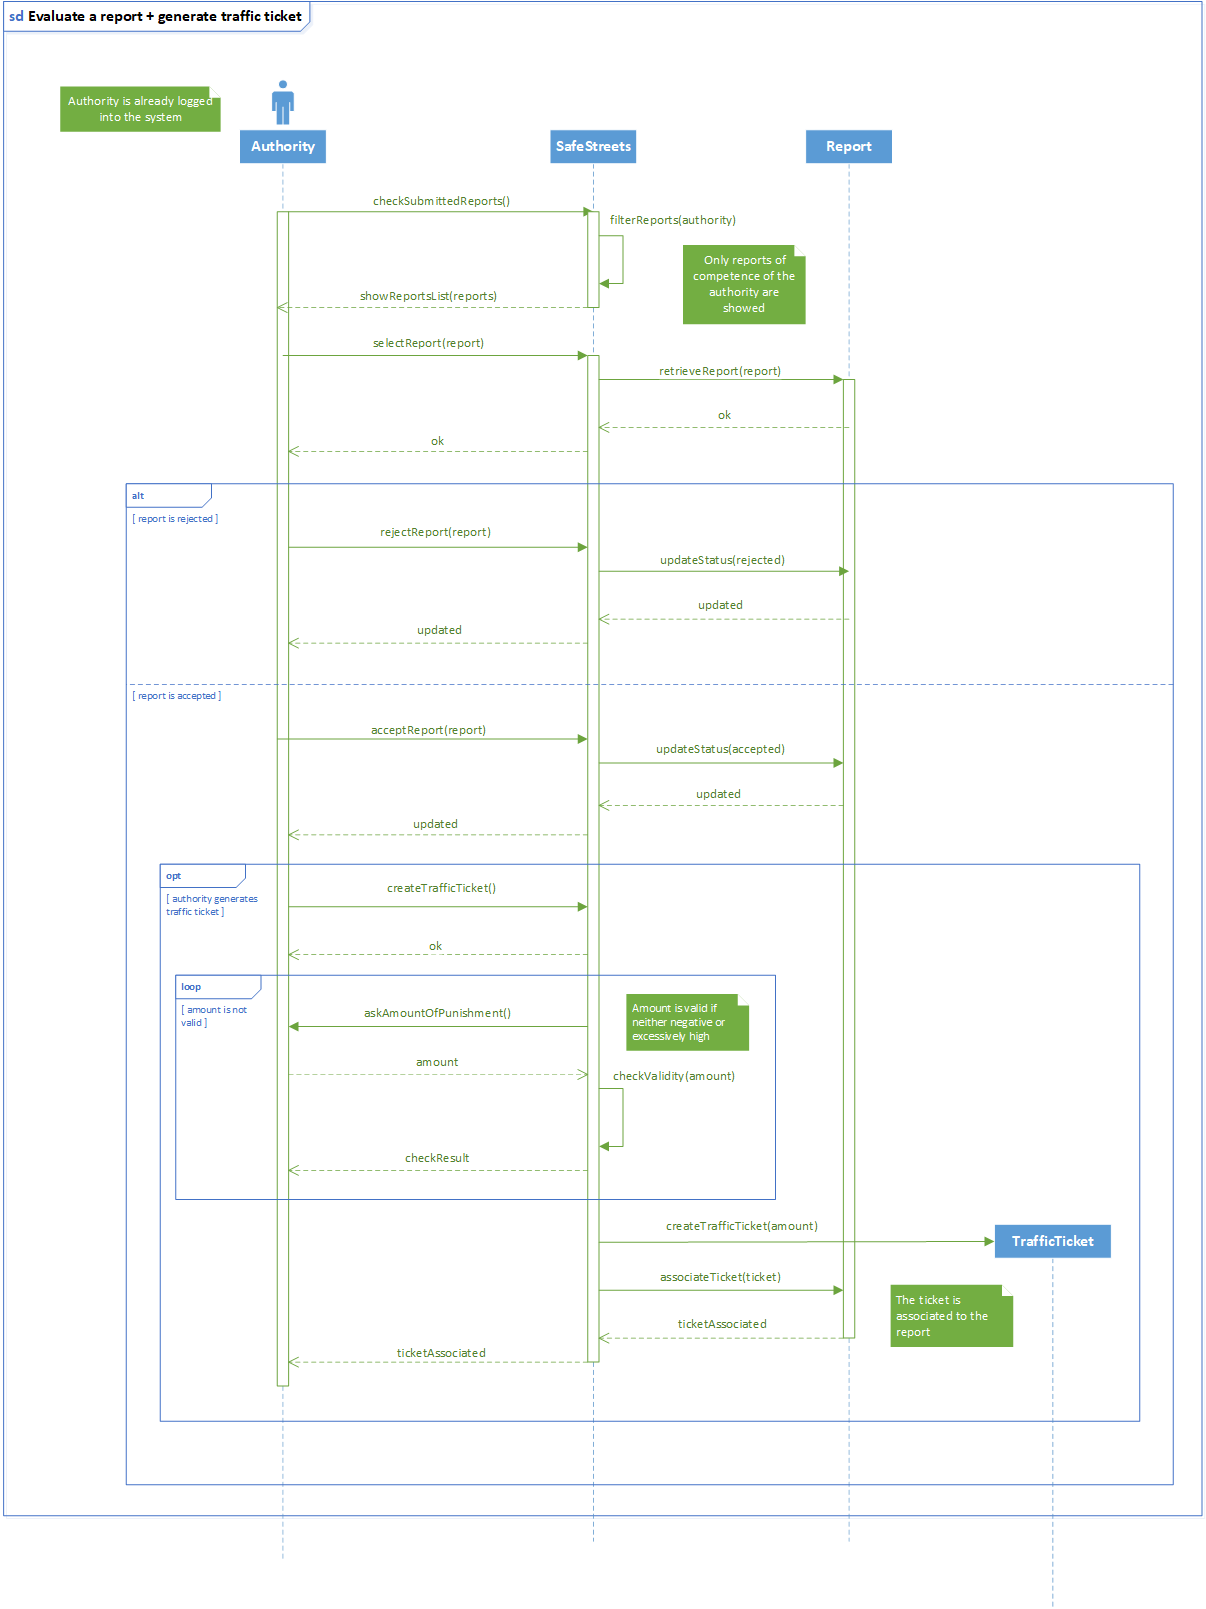 sd Evaluate a report + generate traffic ticket
Authority is already logged
into the system
Authority
SafeStreets
Report
checkSubmittedReports()
filterReports(authority)
Only reports of
competence of the
authority are
showed
showReportsList(reports)
selectReport(report)
retrieveReport(report)
ok
ok
alt
[ report is rejected ]
rejectReport(report)
updateStatus(rejected)
updated
updated
[ report is accepted ]
acceptReport(report)
updateStatus(accepted)
updated
updated
opt
[ authority generates
traffic ticket ]
createTrafficTicket()
ok
loop
[ amount is not
valid ]
askAmountOfPunishment()
Amount is valid if
neither negative or
excessively high
amount
checkValidity(amount)
checkResult
createTrafficTicket(amount)
TrafficTicket
associateTicket(ticket)
The ticket is
associated to the
report
ticketAssociated
ticketAssociated